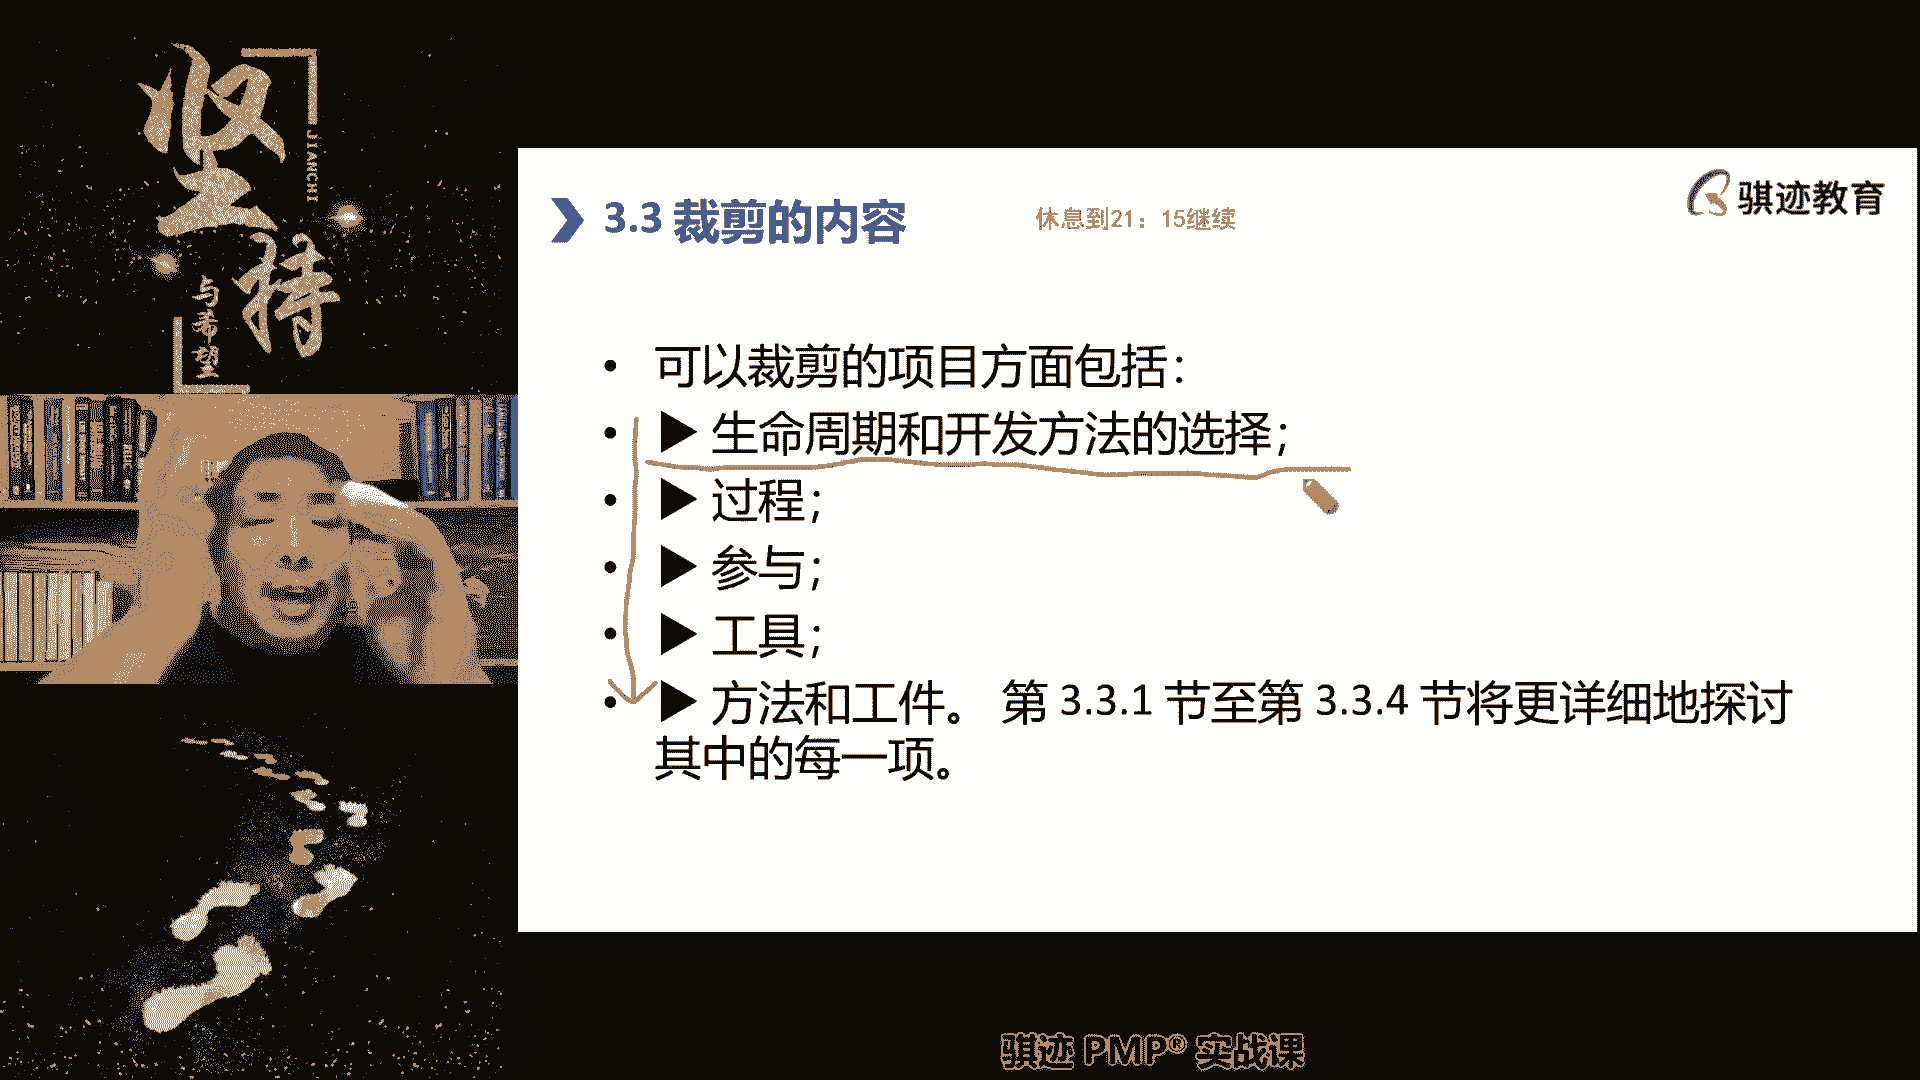 坚持
JIANCHI
与希望
3.3 裁剪的内容
休息到21：15继续
骐迹教育
• 可以裁剪的项目方面包括：
• ▶ 生命周期和开发方法的选择；
• ▶ 过程；
• ▶ 参与；
• ▶ 工具；
• ▶ 方法和工件。 第 3.3.1 节至第 3.3.4 节将更详细地探讨
其中的每一项。
骐迹 PMP® 实战课